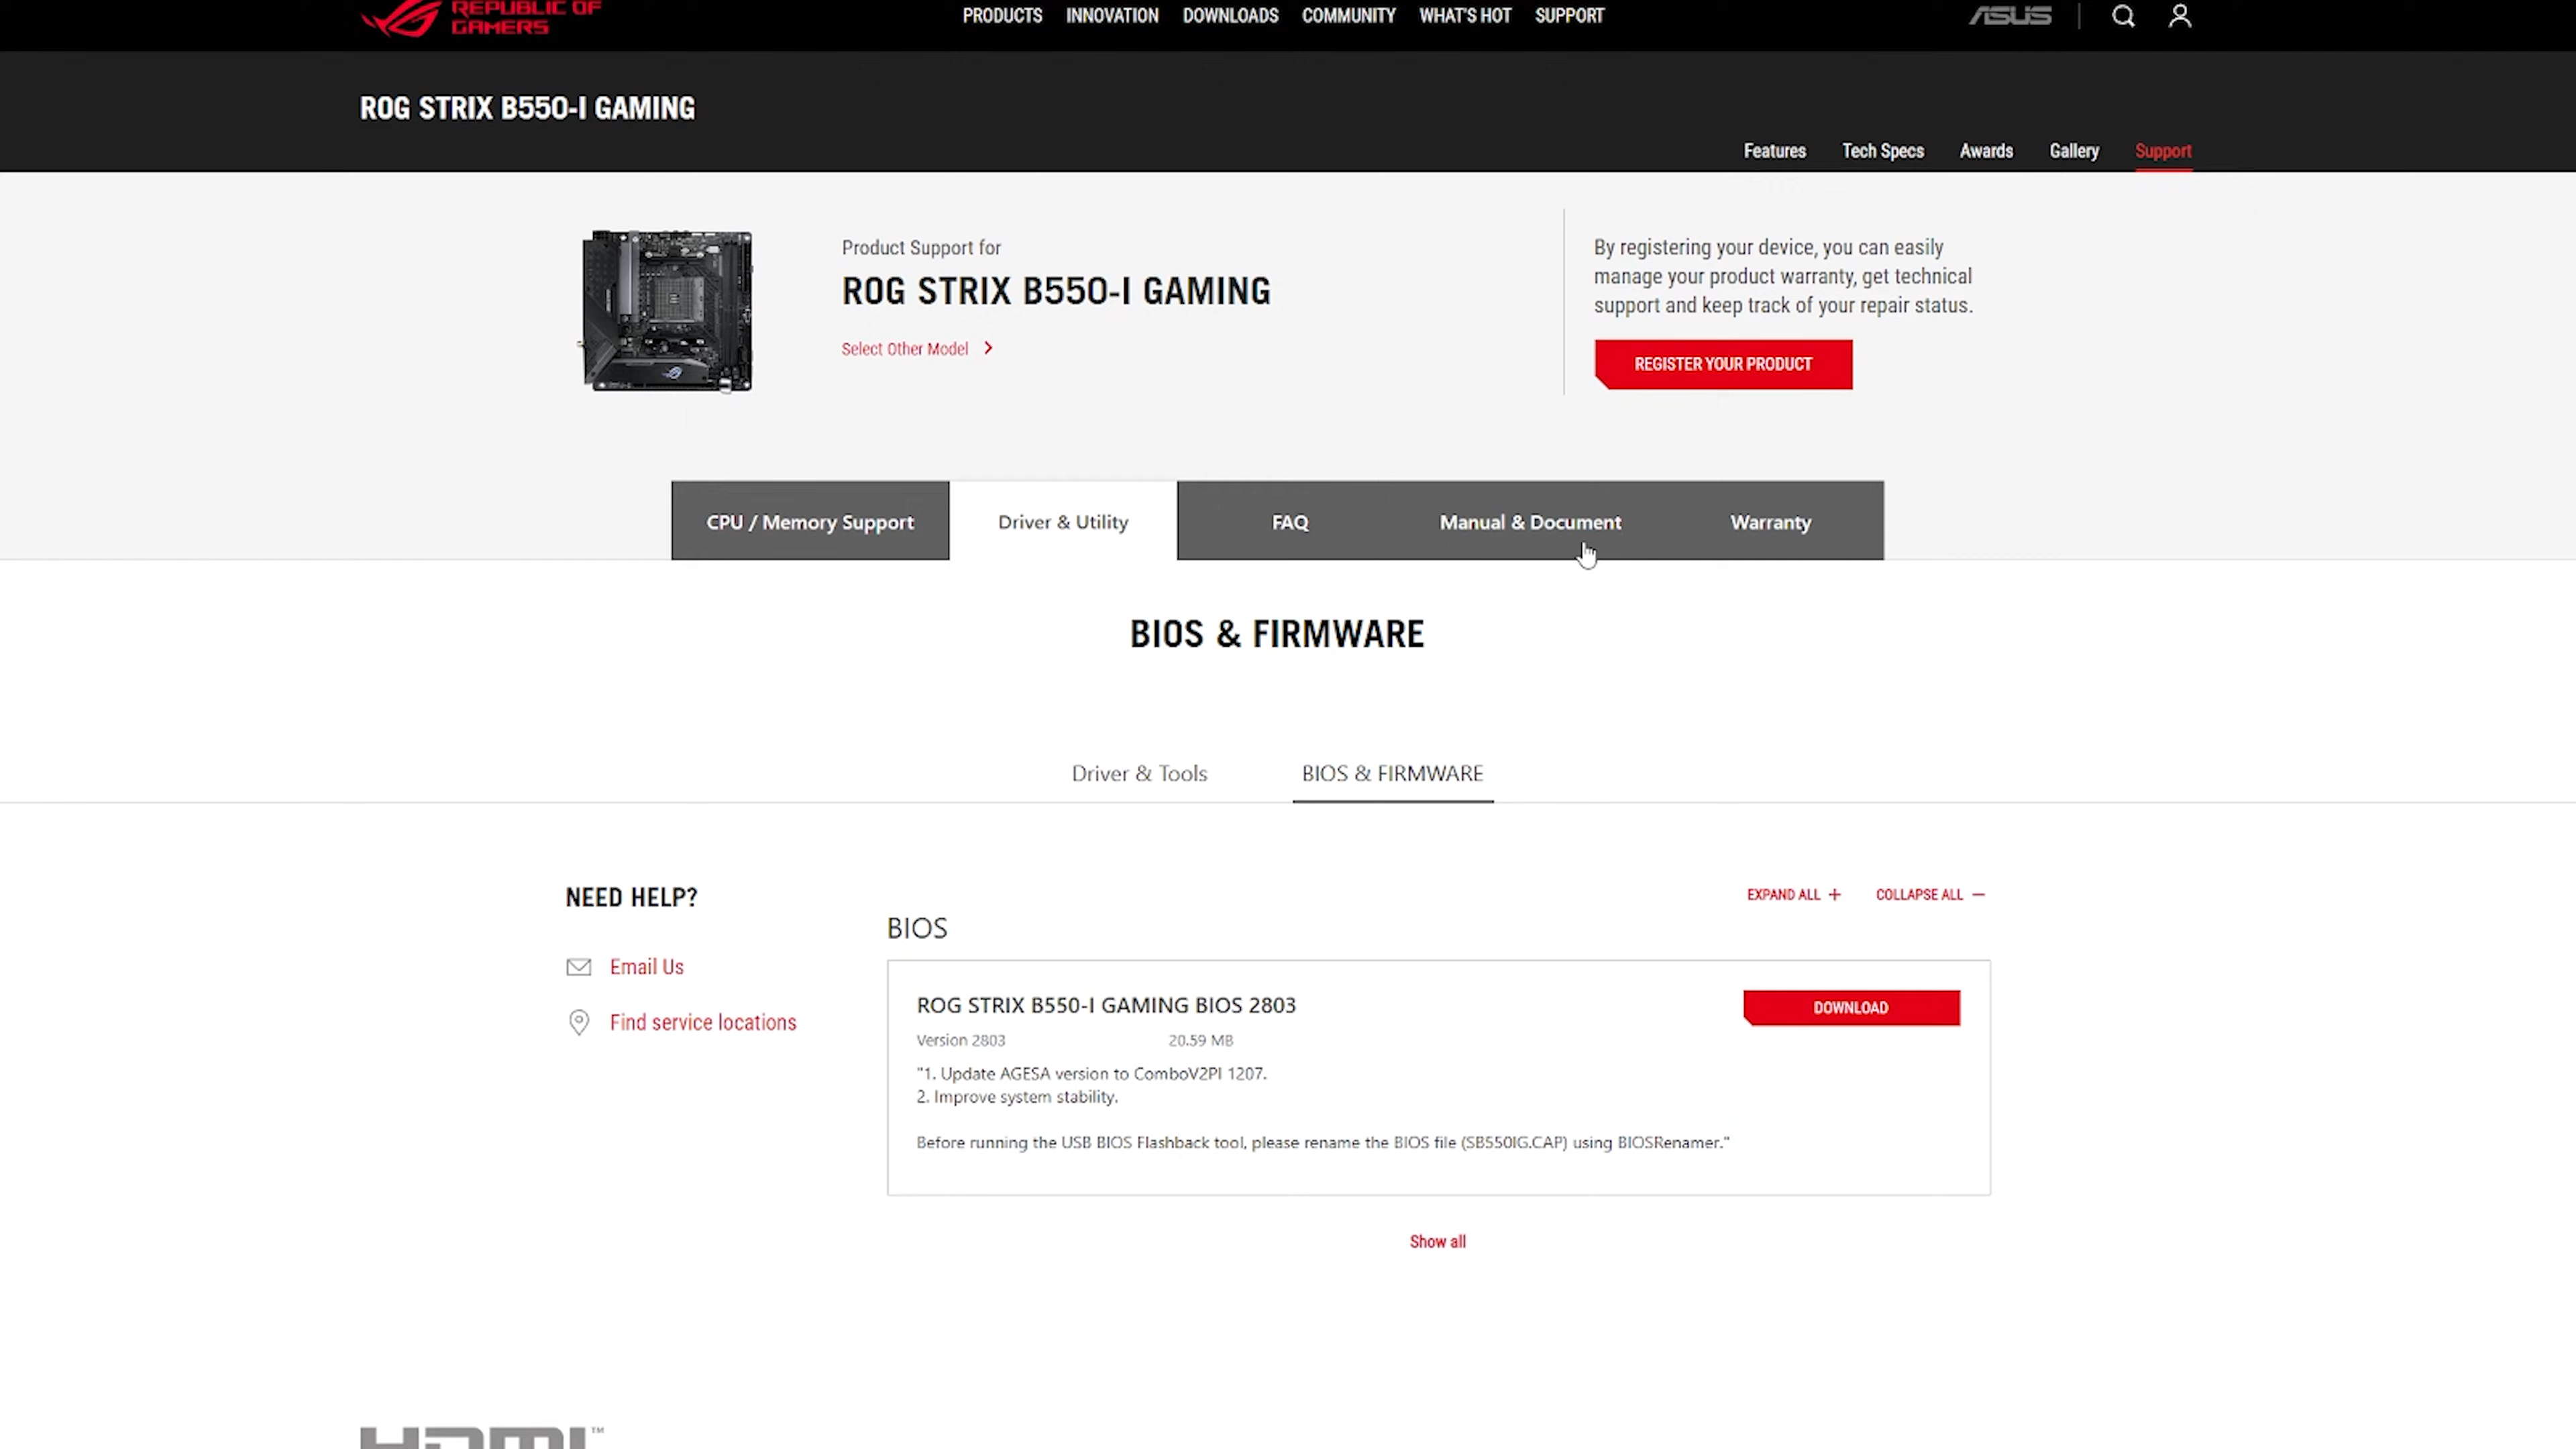 REPUBLIC OF
GAMERS
PRODUCTS INNOVATION DOWNLOADS COMMUNITY WHAT'S HOT SUPPORT
ASUS
ROG STRIX B550-I GAMING
Features Tech Specs Awards Gallery Support
Product Support for
ROG STRIX B550-I GAMING
Select Other Model
By registering your device, you can easily
manage your product warranty, get technical
support and keep track of your repair status.
REGISTER YOUR PRODUCT
CPU / Memory Support Driver & Utility FAQ Manual & Document Warranty
BIOS & FIRMWARE
Driver & Tools BIOS & FIRMWARE
NEED HELP?
Email Us
Find service locations
EXPAND ALL + COLLAPSE ALL −
BIOS
ROG STRIX B550-I GAMING BIOS 2803
DOWNLOAD
Version 2803 20.59 MB
"1. Update AGESA version to ComboV2PI 1207.
2. Improve system stability.
Before running the USB BIOS Flashback tool, please rename the BIOS file (SB550IG.CAP) using BIOSRenamer."
Show all
HDMI™